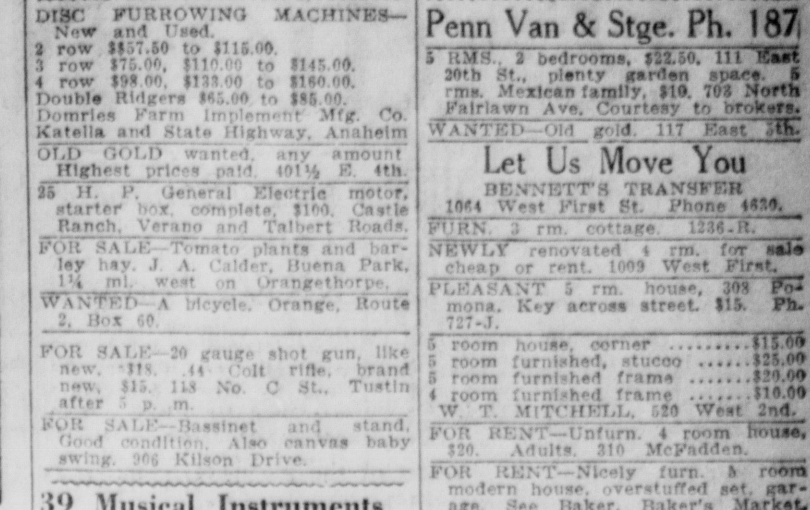 DISC FURROWING MACHINES—
New and Used.
2 row $$57.50 to $115.00.
3 row $75.00, $110.00 to $145.00.
4 row $98.00, $133.00 to $160.00.
Double Ridgers $65.00 to $85.00.
Domries Farm Implement Mfg. Co.
Katella and State Highway, Anaheim
OLD GOLD wanted, any amount
Highest prices paid. 401½ E. 4th.
25 H. P. General Electric motor,
starter box, complete, $100. Castle
Ranch, Verano and Talbert Roads.
FOR SALE—Tomato plants and bar-
ley hay. J. A. Calder, Buena Park,
1¼ mi. west on Orangethorpe.
WANTED—A bicycle. Orange, Route
2, Box 60.
FOR SALE—20 gauge shot gun, like
new, $18. .44 Colt rifle, brand
new, $15. 118 No. C St., Tustin
after 5 p. m.
FOR SALE—Bassinet and stand.
Good condition. Also canvas baby
swing. 906 Kilson Drive.
39 Musical Instruments
Penn Van & Stge. Ph. 187
5 RMS., 2 bedrooms, $22.50, 111 East
20th St., plenty garden space. 5
rms. Mexican family, $10. 703 North
Fairlawn Ave. Courtesy to brokers.
WANTED—Old gold. 117 East 5th.
Let Us Move You
BENNETT'S TRANSFER
1064 West First St. Phone 4630.
FURN. 3 rm. cottage. 1236-R.
NEWLY renovated 4 rm. for sale
cheap or rent. 1009 West First.
PLEASANT 5 rm. house, 308 Po-
mona. Key across street. $15. Ph.
727-J.
5 room house, corner .........$15.00
5 room furnished, stucco ......$25.00
5 room furnished frame ......$20.00
4 room furnished frame ......$10.00
W. T. MITCHELL, 520 West 2nd.
FOR RENT—Unfurn. 4 room house,
$20. Adults. 310 McFadden.
FOR RENT—Nicely furn. 5 room
modern house, overstuffed set, gar-
age. See Baker, Baker's Market